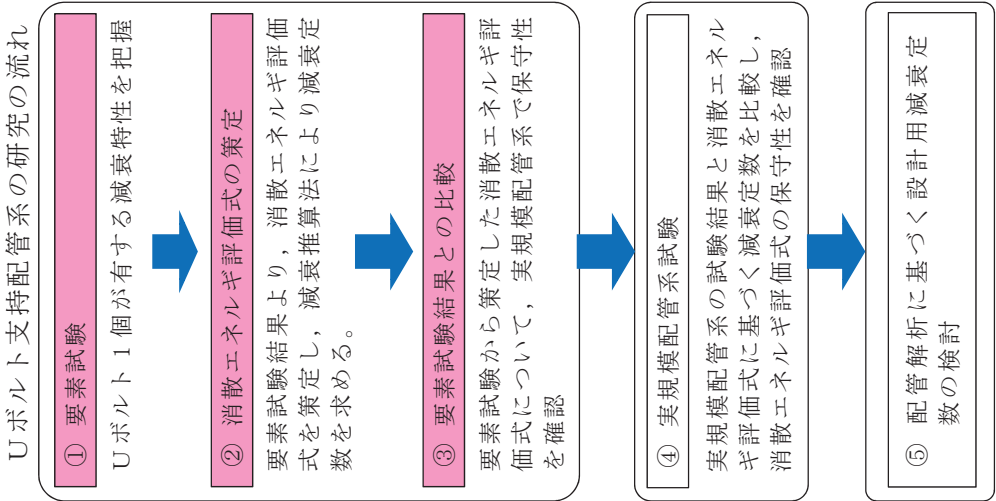 Uボルト支持配管系の研究の流れ
① 要素試験
Uボルト1個が有する減衰特性を把握
② 消散エネルギ評価式の策定
要素試験結果より,消散エネルギ評価
式を策定し,減衰推算法により減衰定
数を求める。
③ 要素試験結果との比較
要素試験から策定した消散エネルギ評
価式について,実規模配管系で保守性
を確認
④ 実規模配管系試験
実規模配管系の試験結果と消散エネル
ギ評価式に基づく減衰定数を比較し,
消散エネルギ評価式の保守性を確認
⑤ 配管解析に基づく設計用減衰定
数の検討